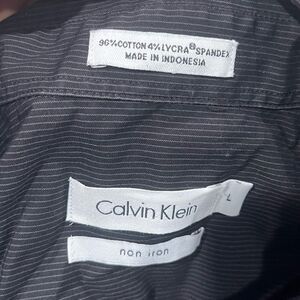 96% COTTON 4% LYCRA® SPANDEX
MADE IN INDONESIA
Calvin Klein
L
non iron